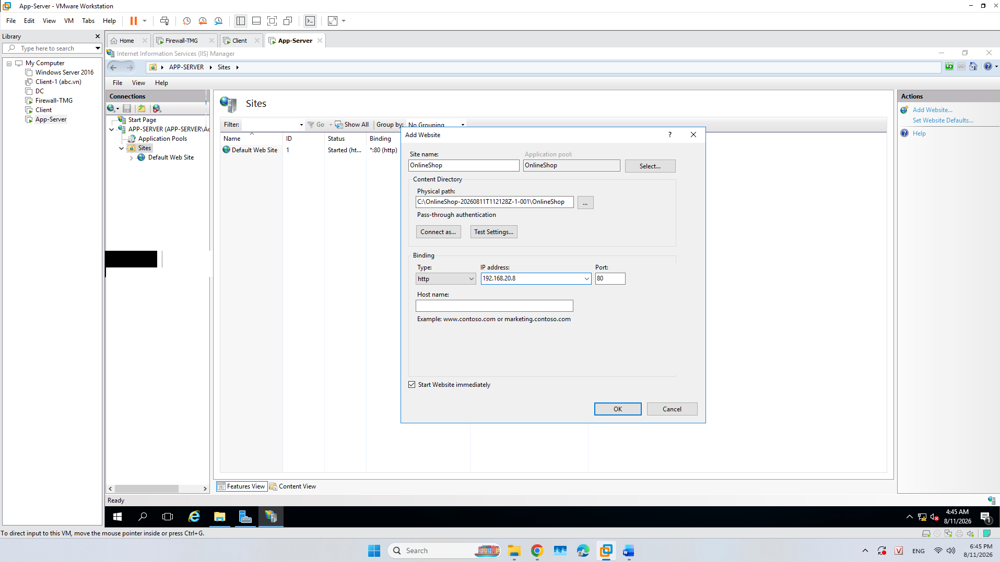 App-Server - VMware Workstation
File Edit View VM Tabs Help
Library
Type here to search
My Computer
Windows Server 2016
Client-1 (abc.vn)
DC
Firewall-TMG
Client
App-Server
Home
Firewall-TMG
Client
App-Server
Internet Information Services (IIS) Manager
APP-SERVER
Sites
File View Help
Connections
Start Page
APP-SERVER (APP-SERVER\Ac
Application Pools
Sites
Default Web Site
Sites
Filter: Go Show All Group by: No Grouping
Name ID Status Binding
Default Web Site 1 Started (ht... *:80 (http)
Add Website ?
Site name:
OnlineShop
Application pool:
OnlineShop
Select...
Content Directory
Physical path:
C:\OnlineShop-20260811T112128Z-1-001\OnlineShop
...
Pass-through authentication
Connect as... Test Settings...
Binding
Type: IP address: Port:
http 192.168.20.8 80
Host name:
Example: www.contoso.com or marketing.contoso.com
Start Website immediately
OK Cancel
Actions
Add Website...
Set Website Defaults...
Help
Features View Content View
Ready
4:45 AM
8/11/2026
1
To direct input to this VM, move the mouse pointer inside or press Ctrl+G.
Search
ENG
6:45 PM
8/11/2026